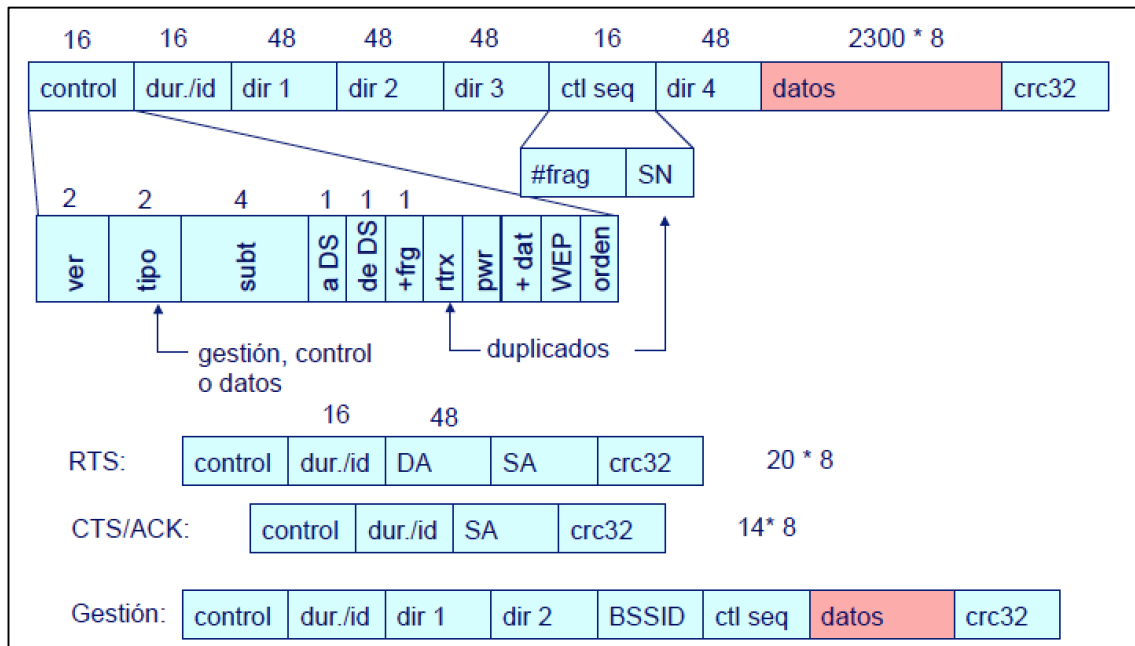 16 16 48 48 48 16 48 2300 * 8
control dur./id dir 1 dir 2 dir 3 ctl seq dir 4 datos crc32
#frag SN
2 2 4 1 1 1
ver tipo subt a DS de DS +frg rtrx pwr + dat WEP orden
duplicados
gestión, control
o datos
16 48
RTS: control dur./id DA SA crc32 20 * 8
CTS/ACK: control dur./id SA crc32 14* 8
Gestión: control dur./id dir 1 dir 2 BSSID ctl seq datos crc32